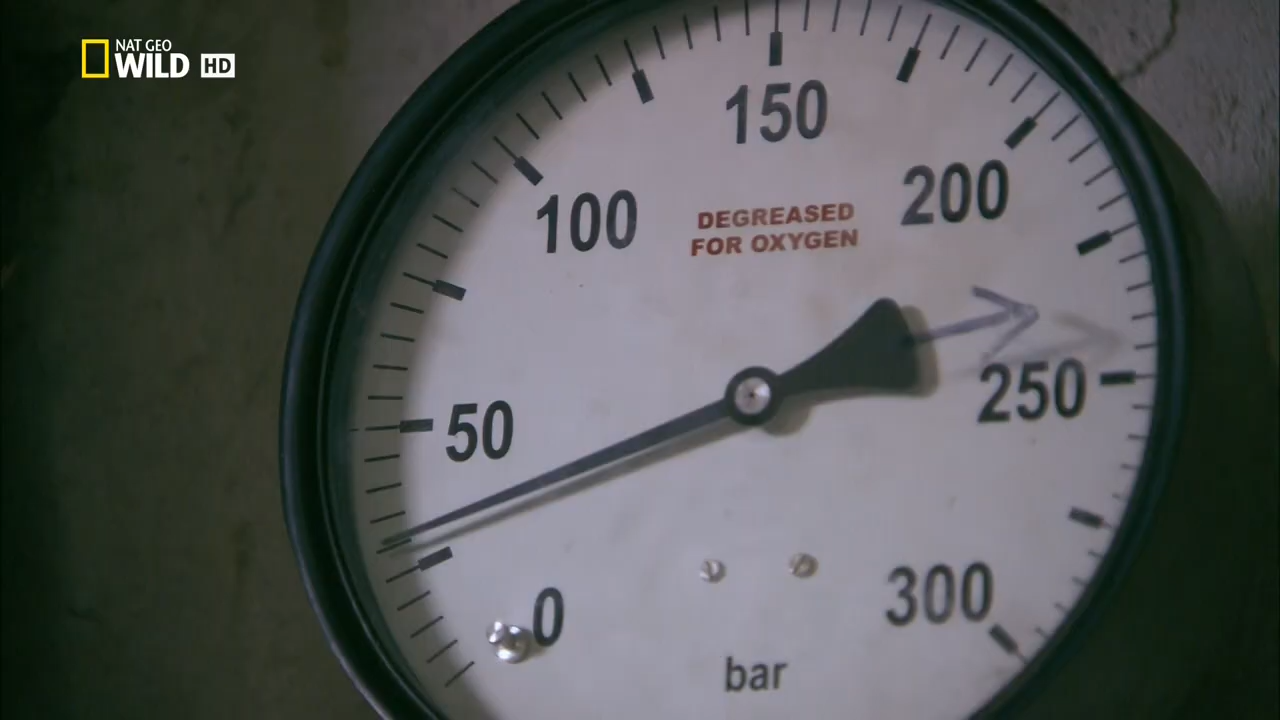 NAT GEO
WILD HD
150
100
200
DEGREASED
FOR OXYGEN
50
250
0
300
bar